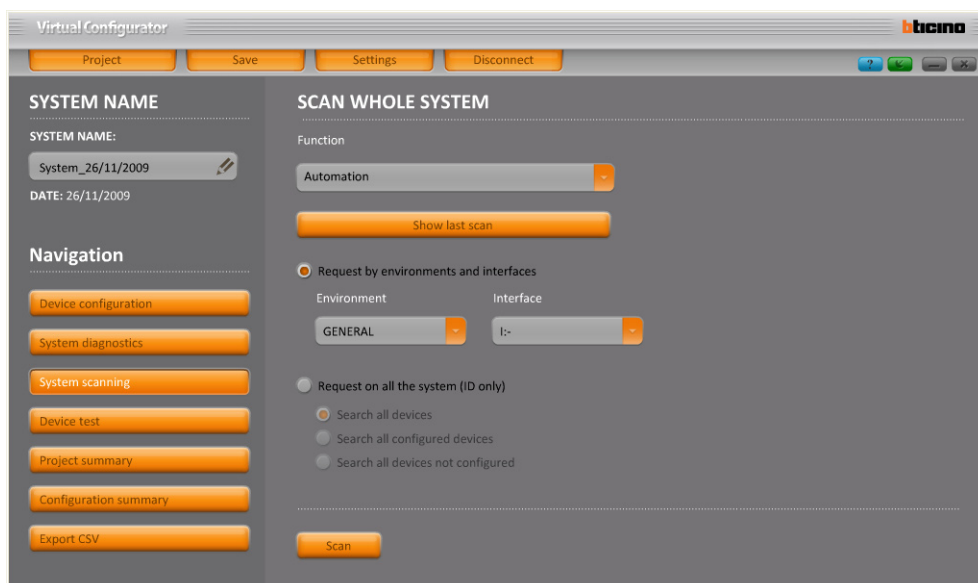 Virtual Configurator
bticino
Project
Save
Settings
Disconnect
?
SYSTEM NAME
SYSTEM NAME:
System_26/11/2009
DATE: 26/11/2009
Navigation
Device configuration
System diagnostics
System scanning
Device test
Project summary
Configuration summary
Export CSV
SCAN WHOLE SYSTEM
Function
Automation
Show last scan
Request by environments and interfaces
Environment Interface
GENERAL I:-
Request on all the system (ID only)
Search all devices
Search all configured devices
Search all devices not configured
Scan